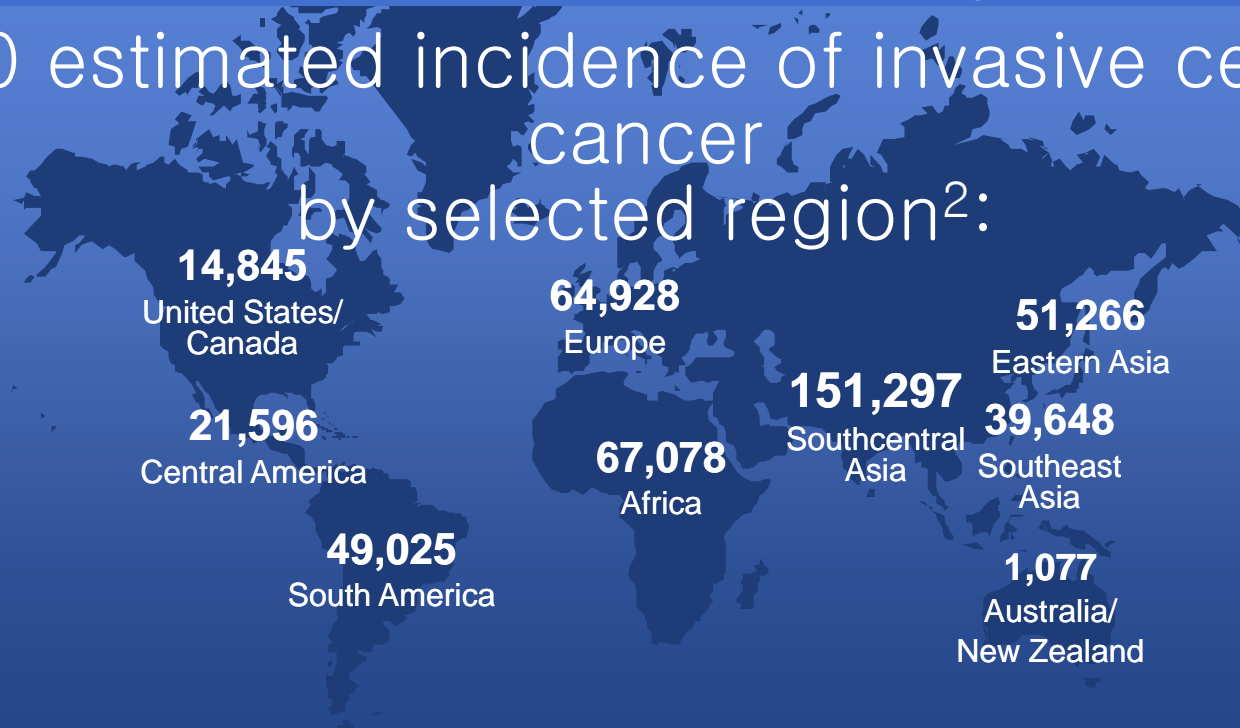 0 estimated incidence of invasive ce
cancer
by selected region²:
14,845
United States/
Canada
64,928
Europe
51,266
Eastern Asia
151,297
Southcentral
Asia
39,648
Southeast
Asia
21,596
Central America
67,078
Africa
49,025
South America
1,077
Australia/
New Zealand